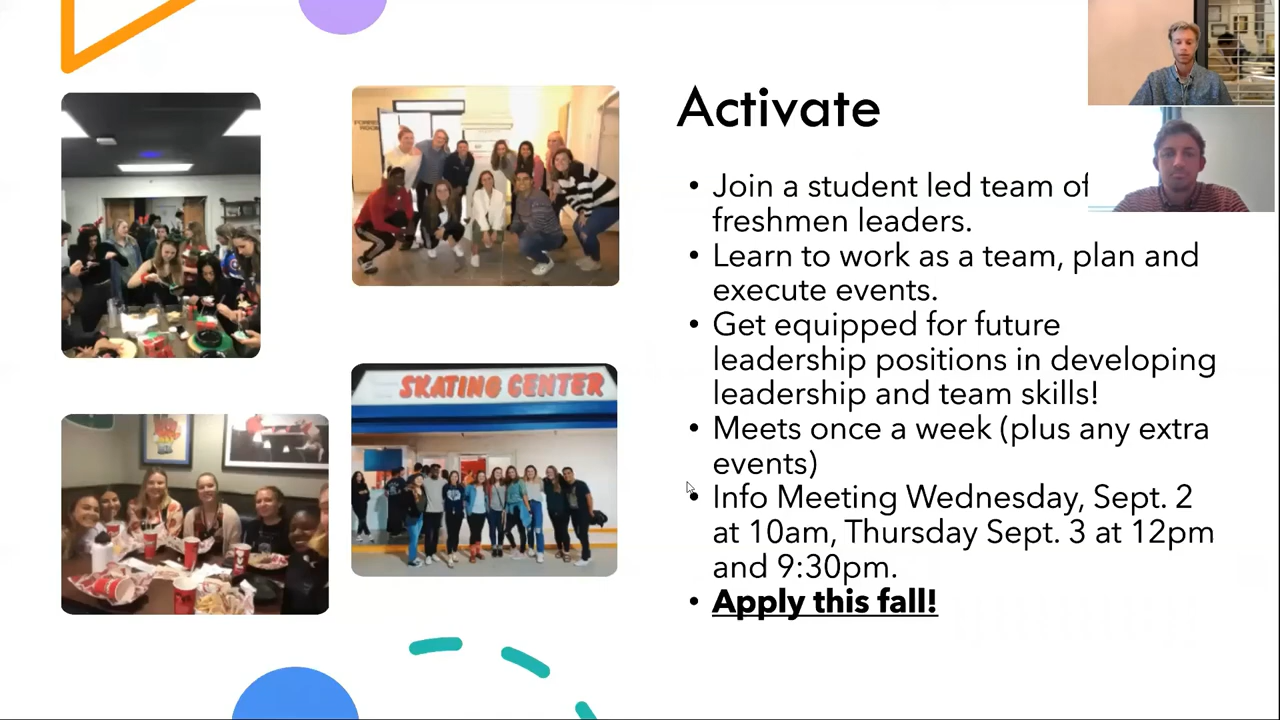 Activate
• Join a student led team of
freshmen leaders.
• Learn to work as a team, plan and
execute events.
• Get equipped for future
leadership positions in developing
leadership and team skills!
• Meets once a week (plus any extra
events)
• Info Meeting Wednesday, Sept. 2
at 10am, Thursday Sept. 3 at 12pm
and 9:30pm.
• Apply this fall!
SKATING CENTER